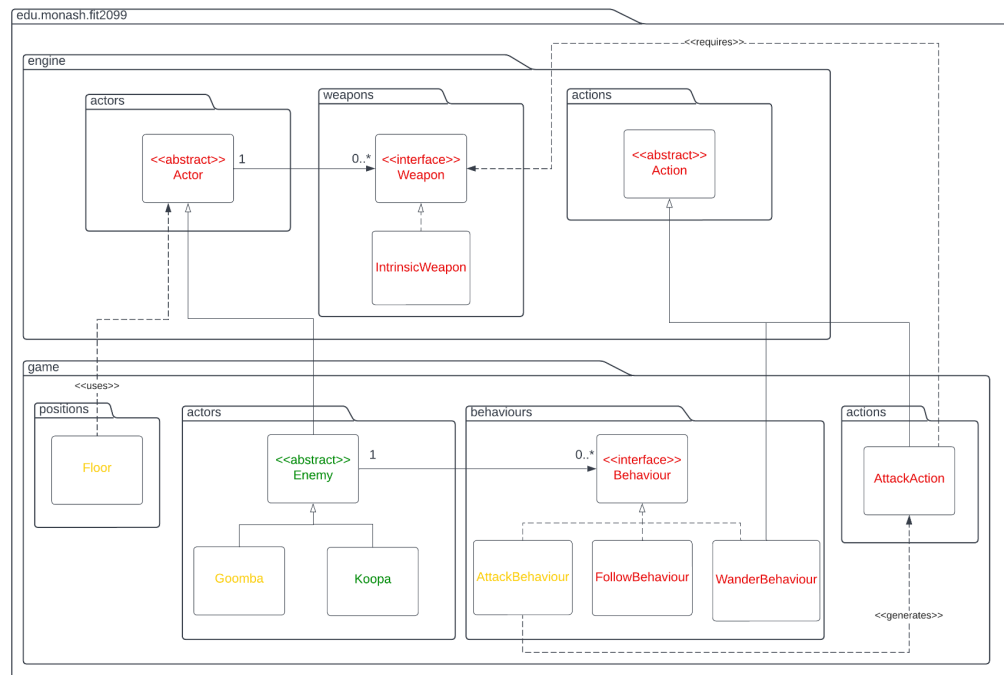 edu.monash.fit2099
<<requires>>
engine
actors
weapons
actions
<<abstract>>
Actor
1
0..*
<<interface>>
Weapon
<<abstract>>
Action
IntrinsicWeapon
game
<<uses>>
positions
actors
behaviours
actions
Floor
<<abstract>>
Enemy
1
0..*
<<interface>>
Behaviour
AttackAction
Goomba
Koopa
AttackBehaviour
FollowBehaviour
WanderBehaviour
<<generates>>